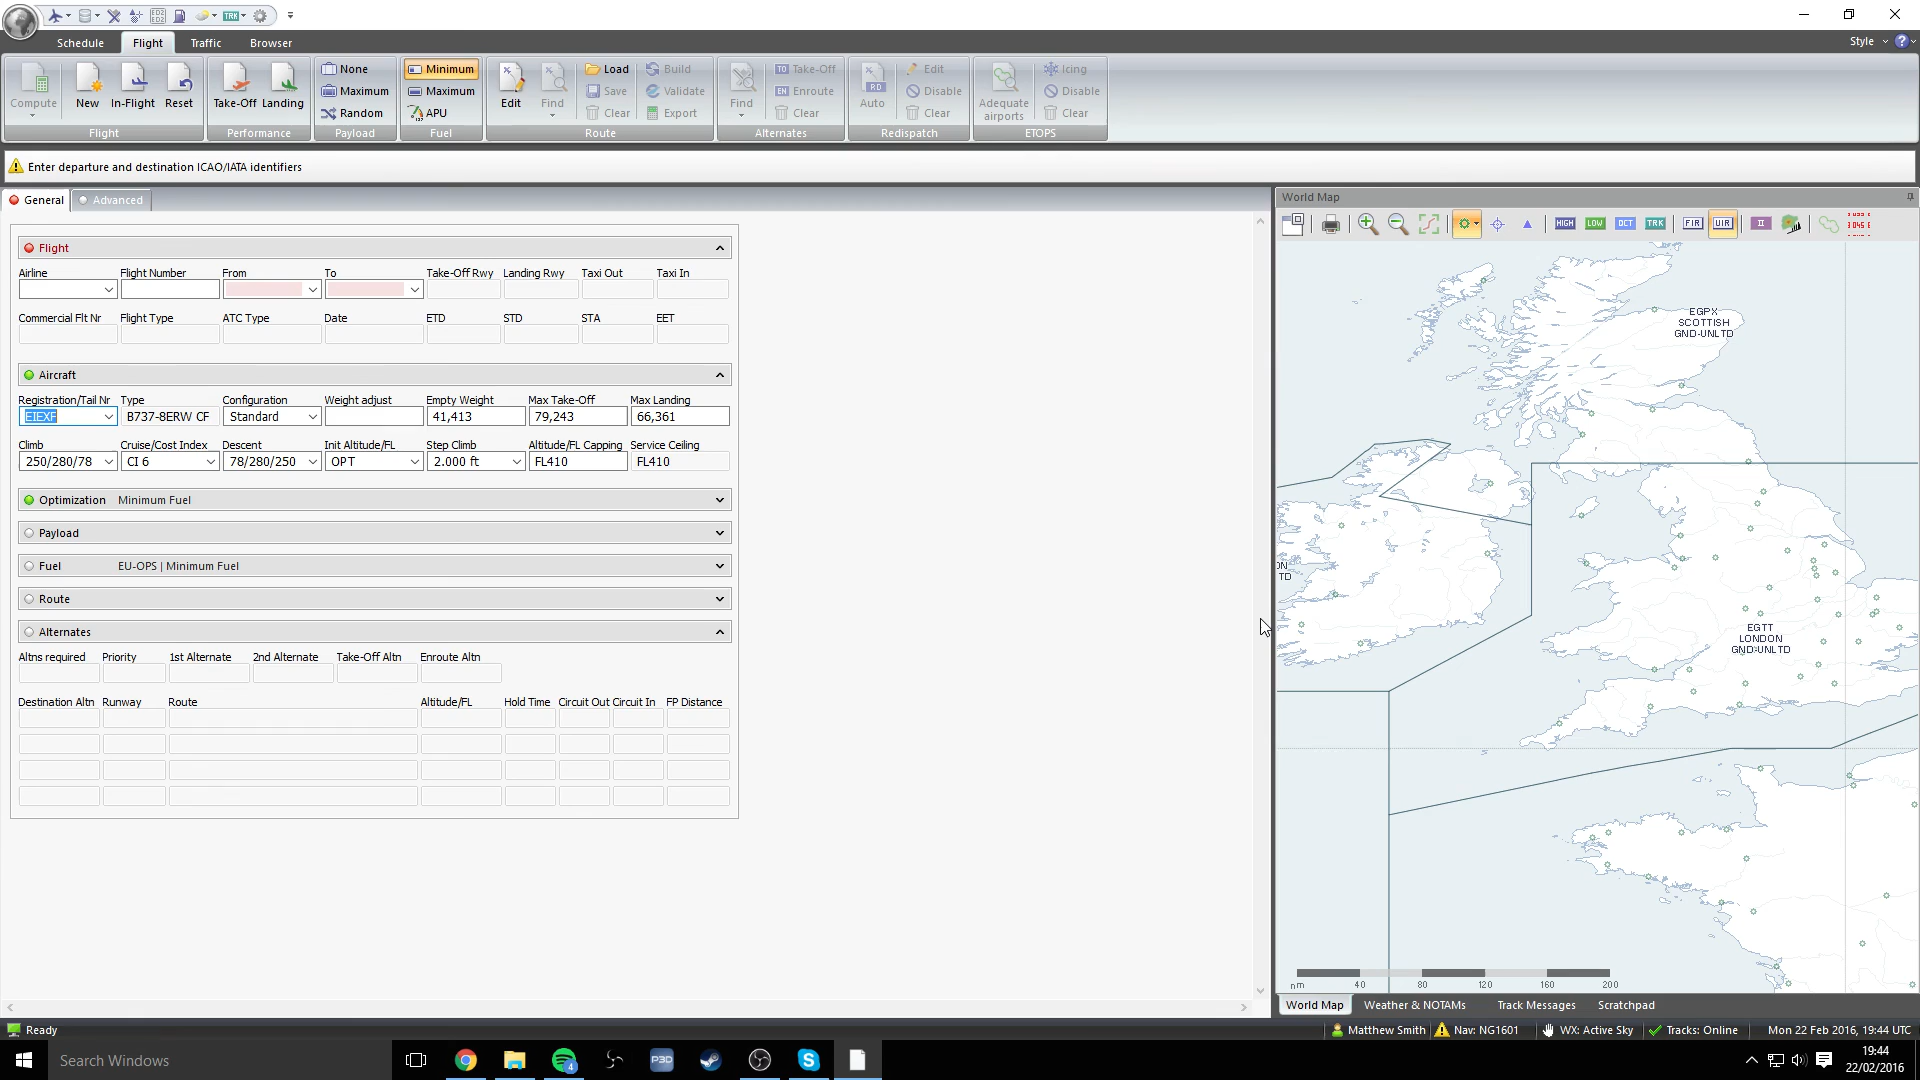 Schedule Flight Traffic Browser Style
Compute New In-Flight Reset
Flight
Take-Off Landing
Performance
None
Maximum
Random
Payload
Minimum
Maximum
APU
Fuel
Edit Find
Load
Save
Clear
Build
Validate
Export
Route
Find
TO Take-Off
EN Enroute
Clear
Alternates
RD
Auto
Edit
Disable
Clear
Redispatch
Adequate
airports
Icing
Disable
Clear
ETOPS
Enter departure and destination ICAO/IATA identifiers
General Advanced
Flight
Airline Flight Number From To Take-Off Rwy Landing Rwy Taxi Out Taxi In
Commercial Flt Nr Flight Type ATC Type Date ETD STD STA EET
Aircraft
Registration/Tail Nr Type Configuration Weight adjust Empty Weight Max Take-Off Max Landing
EIEXF B737-8ERW CF Standard 41,413 79,243 66,361
Climb Cruise/Cost Index Descent Init Altitude/FL Step Climb Altitude/FL Capping Service Ceiling
250/280/78 CI 6 78/280/250 OPT 2.000 ft FL410 FL410
Optimization Minimum Fuel
Payload
Fuel EU-OPS | Minimum Fuel
Route
Alternates
Altns required Priority 1st Alternate 2nd Alternate Take-Off Altn Enroute Altn
Destination Altn Runway Route Altitude/FL Hold Time Circuit Out Circuit In FP Distance
World Map
HIGH LOW DCT TRK FIR UIR
EGPX
SCOTTISH
GND-UNLTD
EGTT
LONDON
GND-UNLTD
nm 40 80 120 160 200
World Map Weather & NOTAMs Track Messages Scratchpad
Ready Matthew Smith Nav: NG1601 WX: Active Sky Tracks: Online Mon 22 Feb 2016, 19:44 UTC
Search Windows P3D 4
19:44
22/02/2016